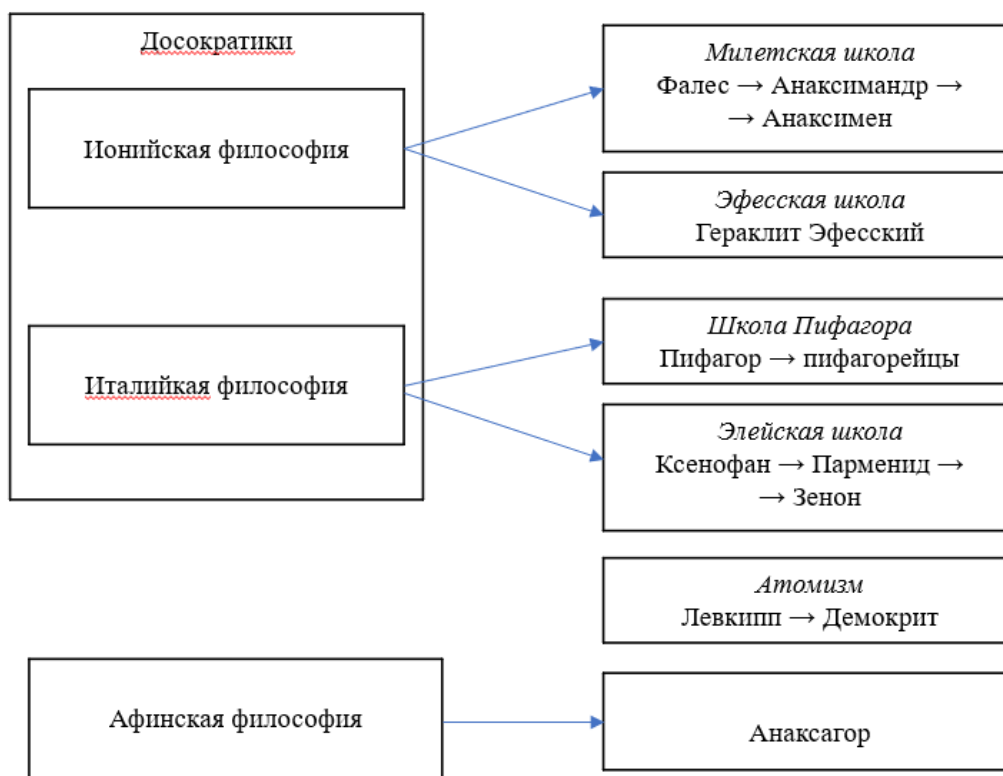 Досократики
Ионийская философия
Милетская школа
Фалес → Анаксимандр →
→ Анаксимен
Эфесская школа
Гераклит Эфесский
Италийкая философия
Школа Пифагора
Пифагор → пифагорейцы
Элейская школа
Ксенофан → Парменид →
→ Зенон
Атомизм
Левкипп → Демокрит
Афинская философия
Анаксагор